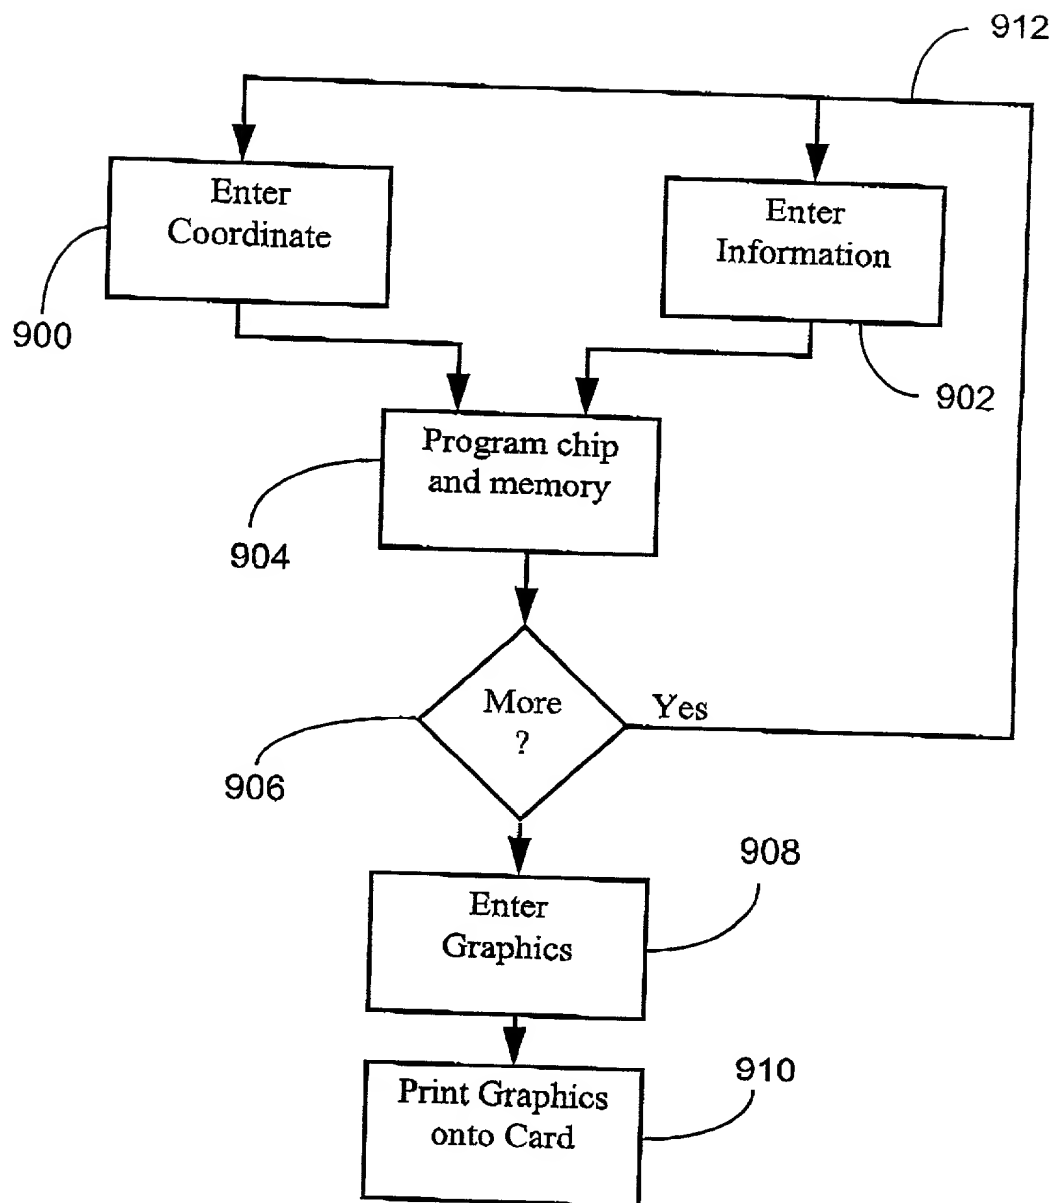 912
Enter
Coordinate
Enter
Information
900
902
Program chip
and memory
904
More
?
Yes
906
908
Enter
Graphics
910
Print Graphics
onto Card